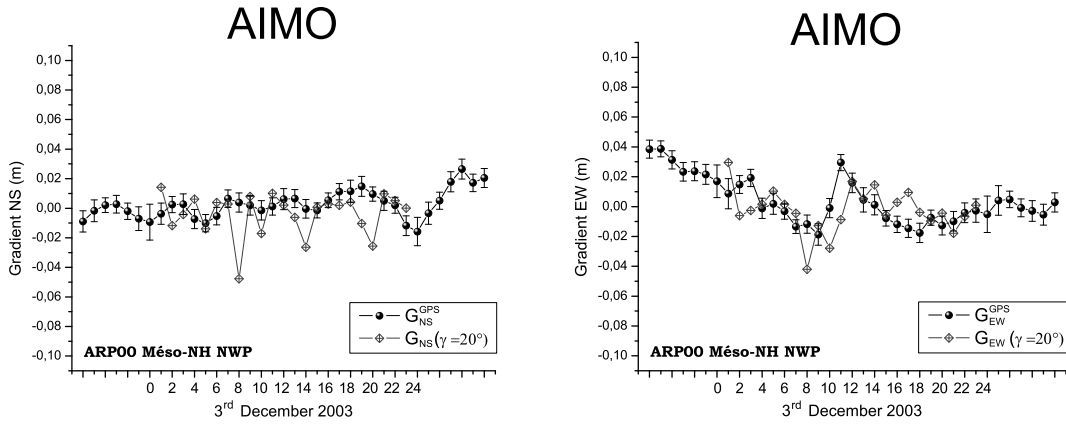 AIMO
0,10
0,08
0,06
0,04
0,02
0,00
-0,02
-0,04
-0,06
-0,08
-0,10
Gradient NS (m)
G GPS NS
G NS (γ =20°)
ARP00 Méso-NH NWP
0 2 4 6 8 10 12 14 16 18 20 22 24
3rd December 2003
AIMO
0,10
0,08
0,06
0,04
0,02
0,00
-0,02
-0,04
-0,06
-0,08
-0,10
Gradient EW (m)
G GPS EW
G EW (γ =20°)
ARP00 Méso-NH NWP
0 2 4 6 8 10 12 14 16 18 20 22 24
3rd December 2003